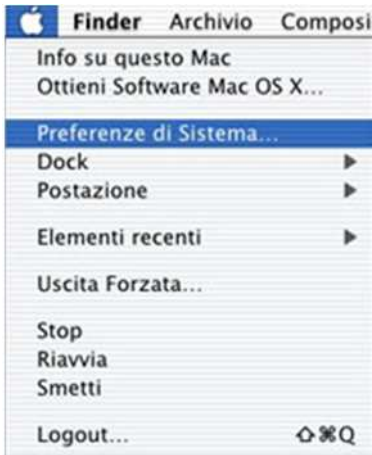 Finder Archivio Composi
Info su questo Mac
Ottieni Software Mac OS X...
Preferenze di Sistema...
Dock
Postazione
Elementi recenti
Uscita Forzata...
Stop
Riavvia
Smetti
Logout... ⇧⌘Q